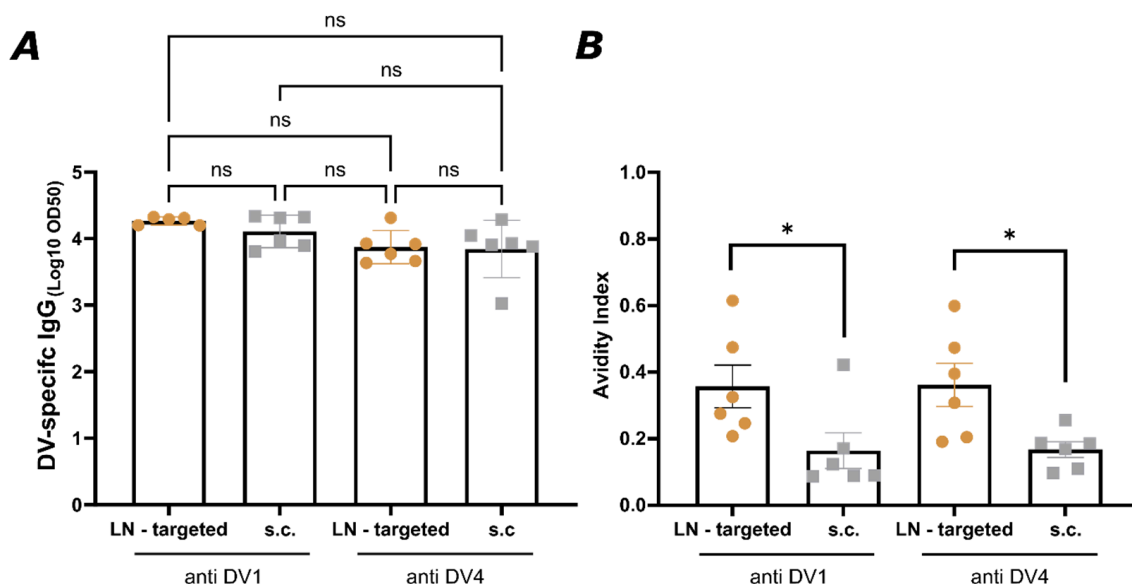 A
ns
ns
ns
ns
ns
ns
DV-specifc IgG (Log10 OD50)
5
4
3
2
1
0
LN - targeted
s.c.
LN - targeted
s.c
anti DV1
anti DV4
B
*
*
Avidity Index
1.0
0.8
0.6
0.4
0.2
0.0
LN - targeted
s.c.
LN - targeted
s.c.
anti DV1
anti DV4